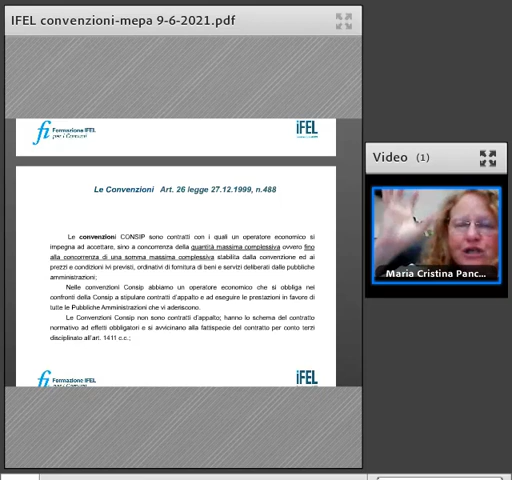 IFEL convenzioni-mepa 9-6-2021.pdf
Formazione IFEL
per i Comuni
iFEL
Video (1)
Maria Cristina Panc...
Le Convenzioni Art. 26 legge 27.12.1999, n.488
Le convenzioni CONSIP sono contratti con i quali un operatore economico si
impegna ad accettare, sino a concorrenza della quantità massima complessiva ovvero fino
alla concorrenza di una somma massima complessiva stabilita dalla convenzione ed ai
prezzi e condizioni ivi previsti, ordinativi di fornitura di beni e servizi deliberati dalle pubbliche
amministrazioni;
Nelle convenzioni Consip abbiamo un operatore economico che si obbliga nei
confronti della Consip a stipulare contratti d'appalto e ad eseguire le prestazioni in favore di
tutte le Pubbliche Amministrazioni che vi aderiscono.
Le Convenzioni Consip non sono contratti d'appalto; hanno lo schema del contratto
normativo ad effetti obbligatori e si avvicinano alla fattispecie del contratto per conto terzi
disciplinato all'art. 1411 c.c.;
Formazione IFEL
iFEL